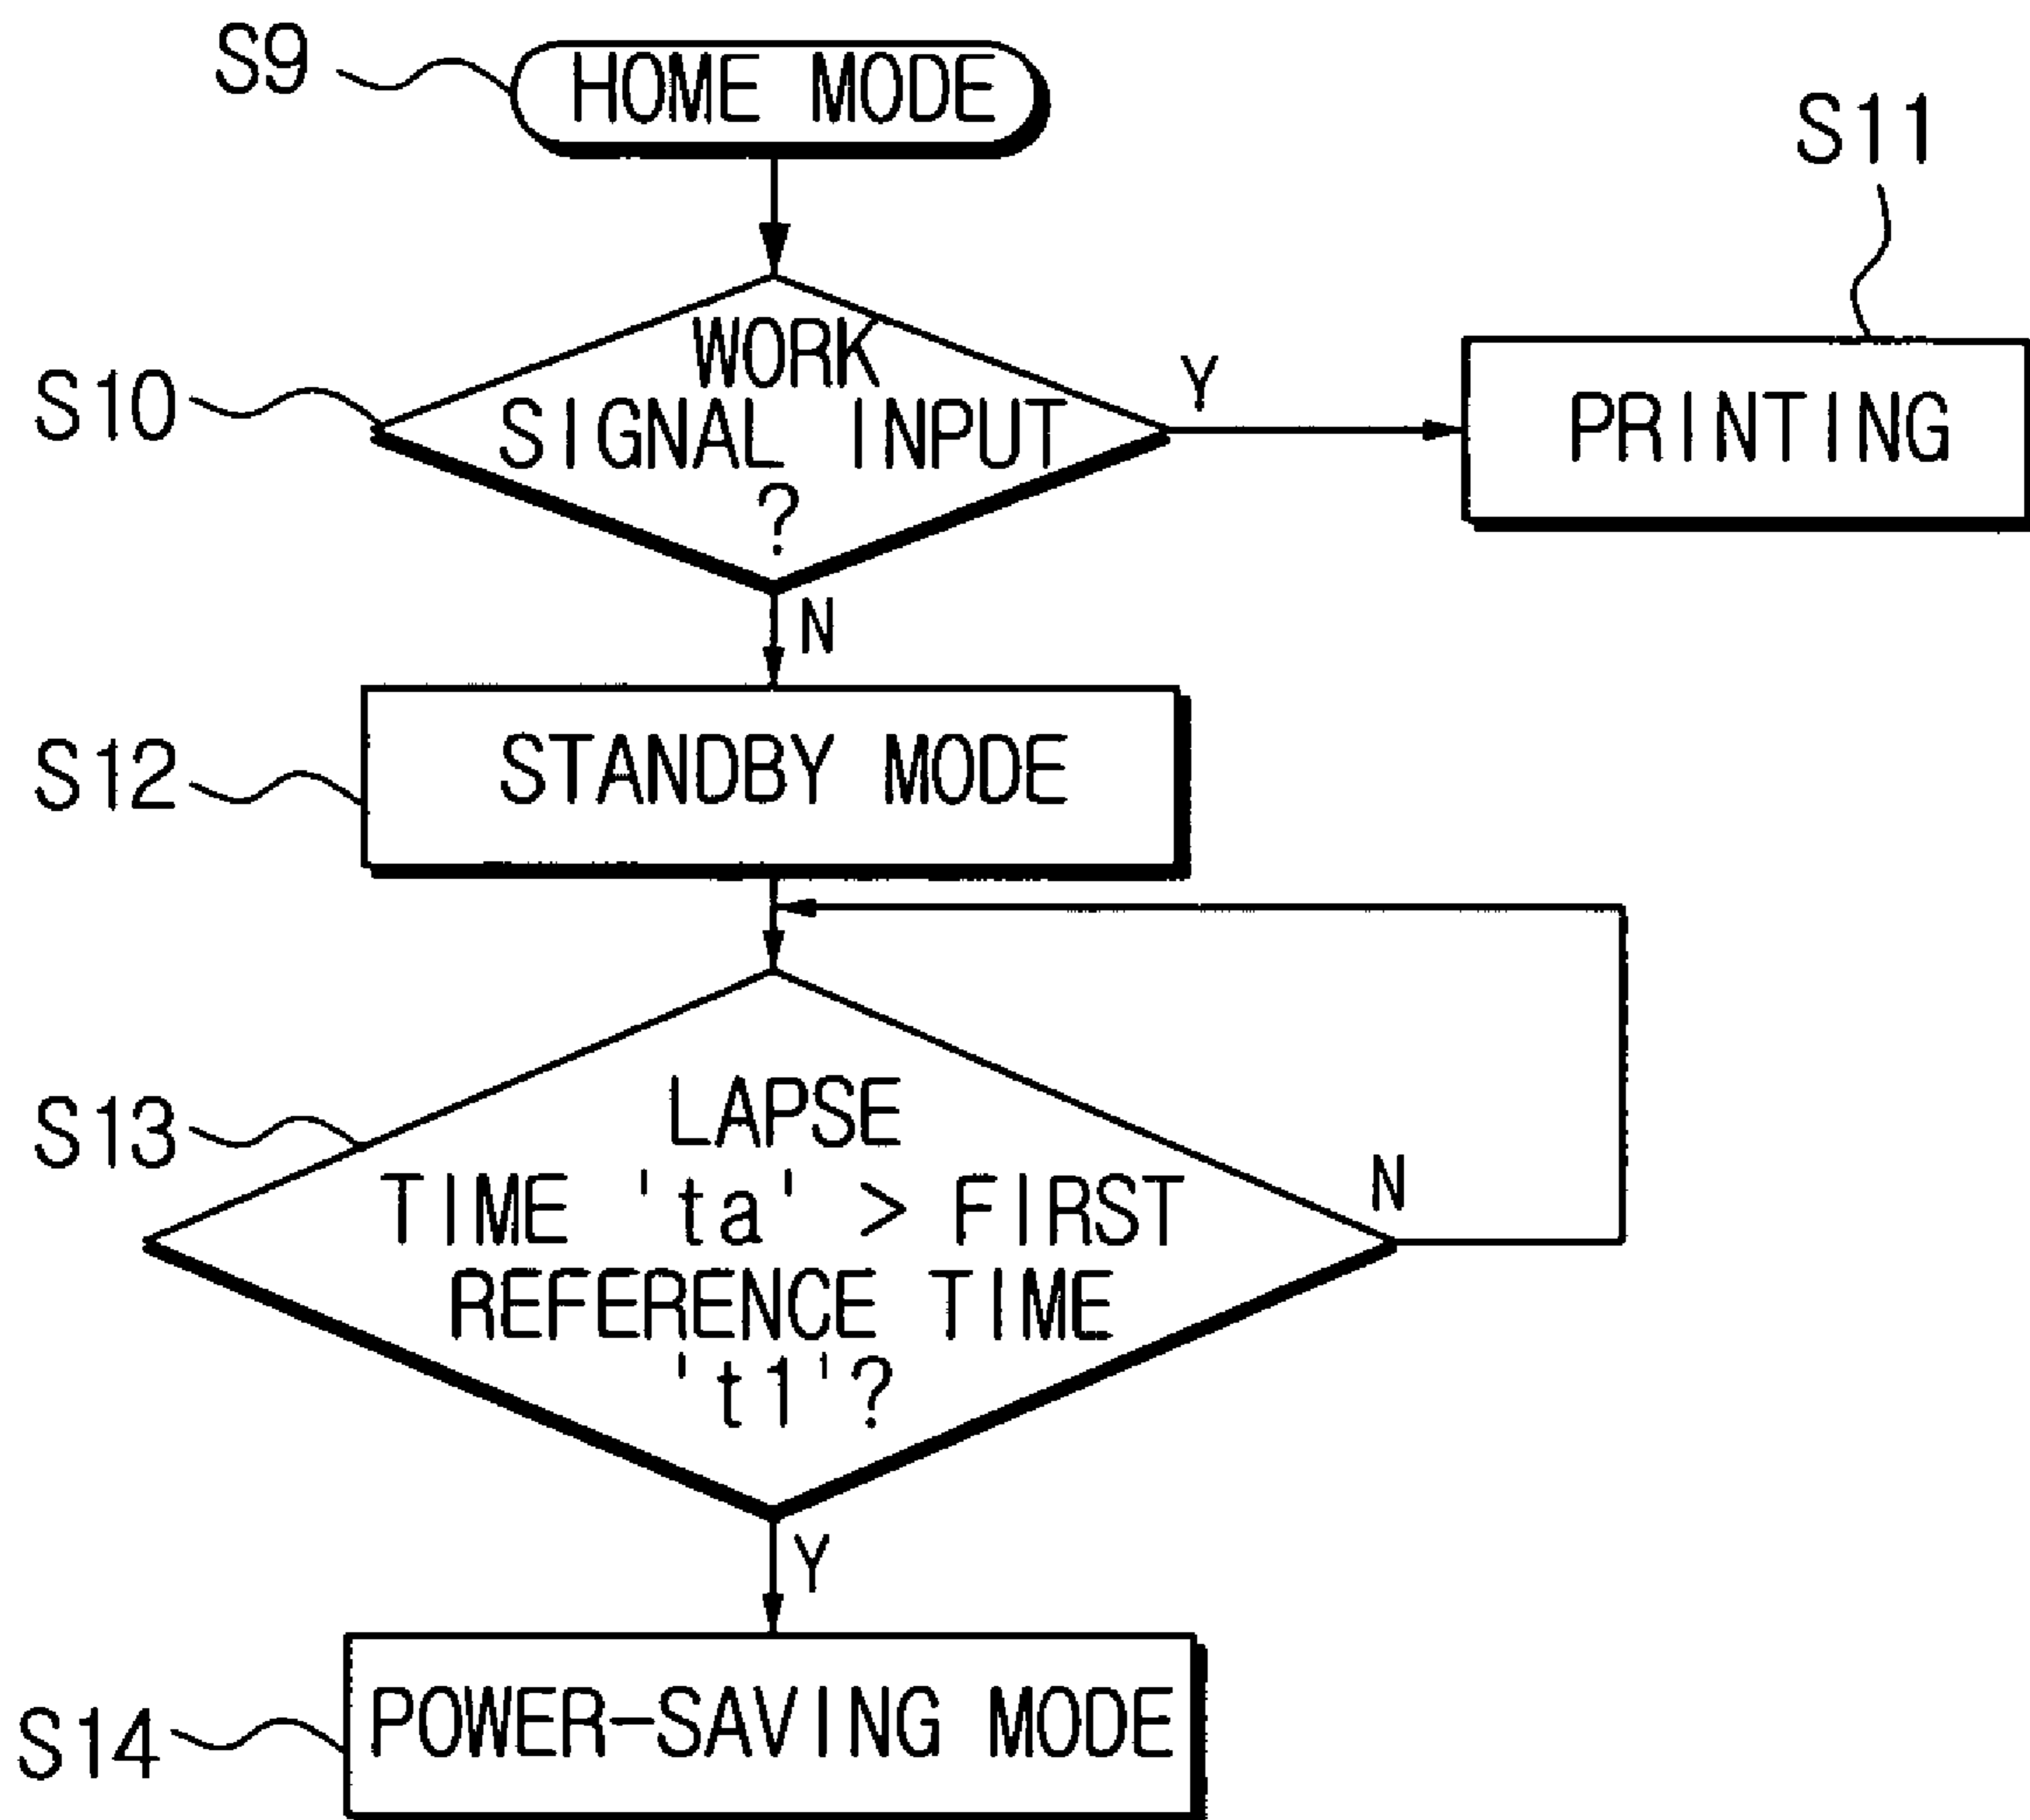 S9
HOME MODE
S11
S10
WORK
SIGNAL INPUT
?
Y
PRINTING
N
S12
STANDBY MODE
S13
LAPSE
TIME 'ta' > FIRST
REFERENCE TIME
't1'?
N
Y
S14
POWER-SAVING MODE